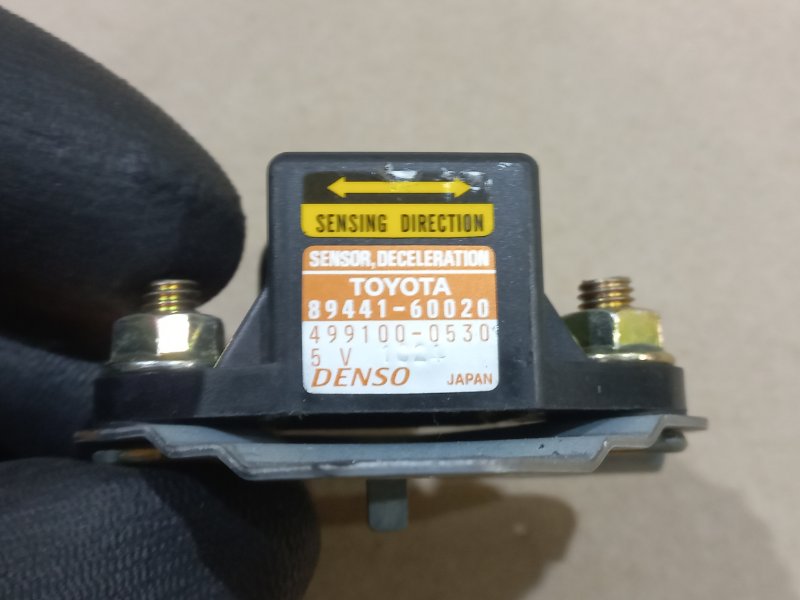 SENSING DIRECTION
SENSOR, DECELERATION
TOYOTA
89441-60020
499100-0530
5 V
DENSO JAPAN